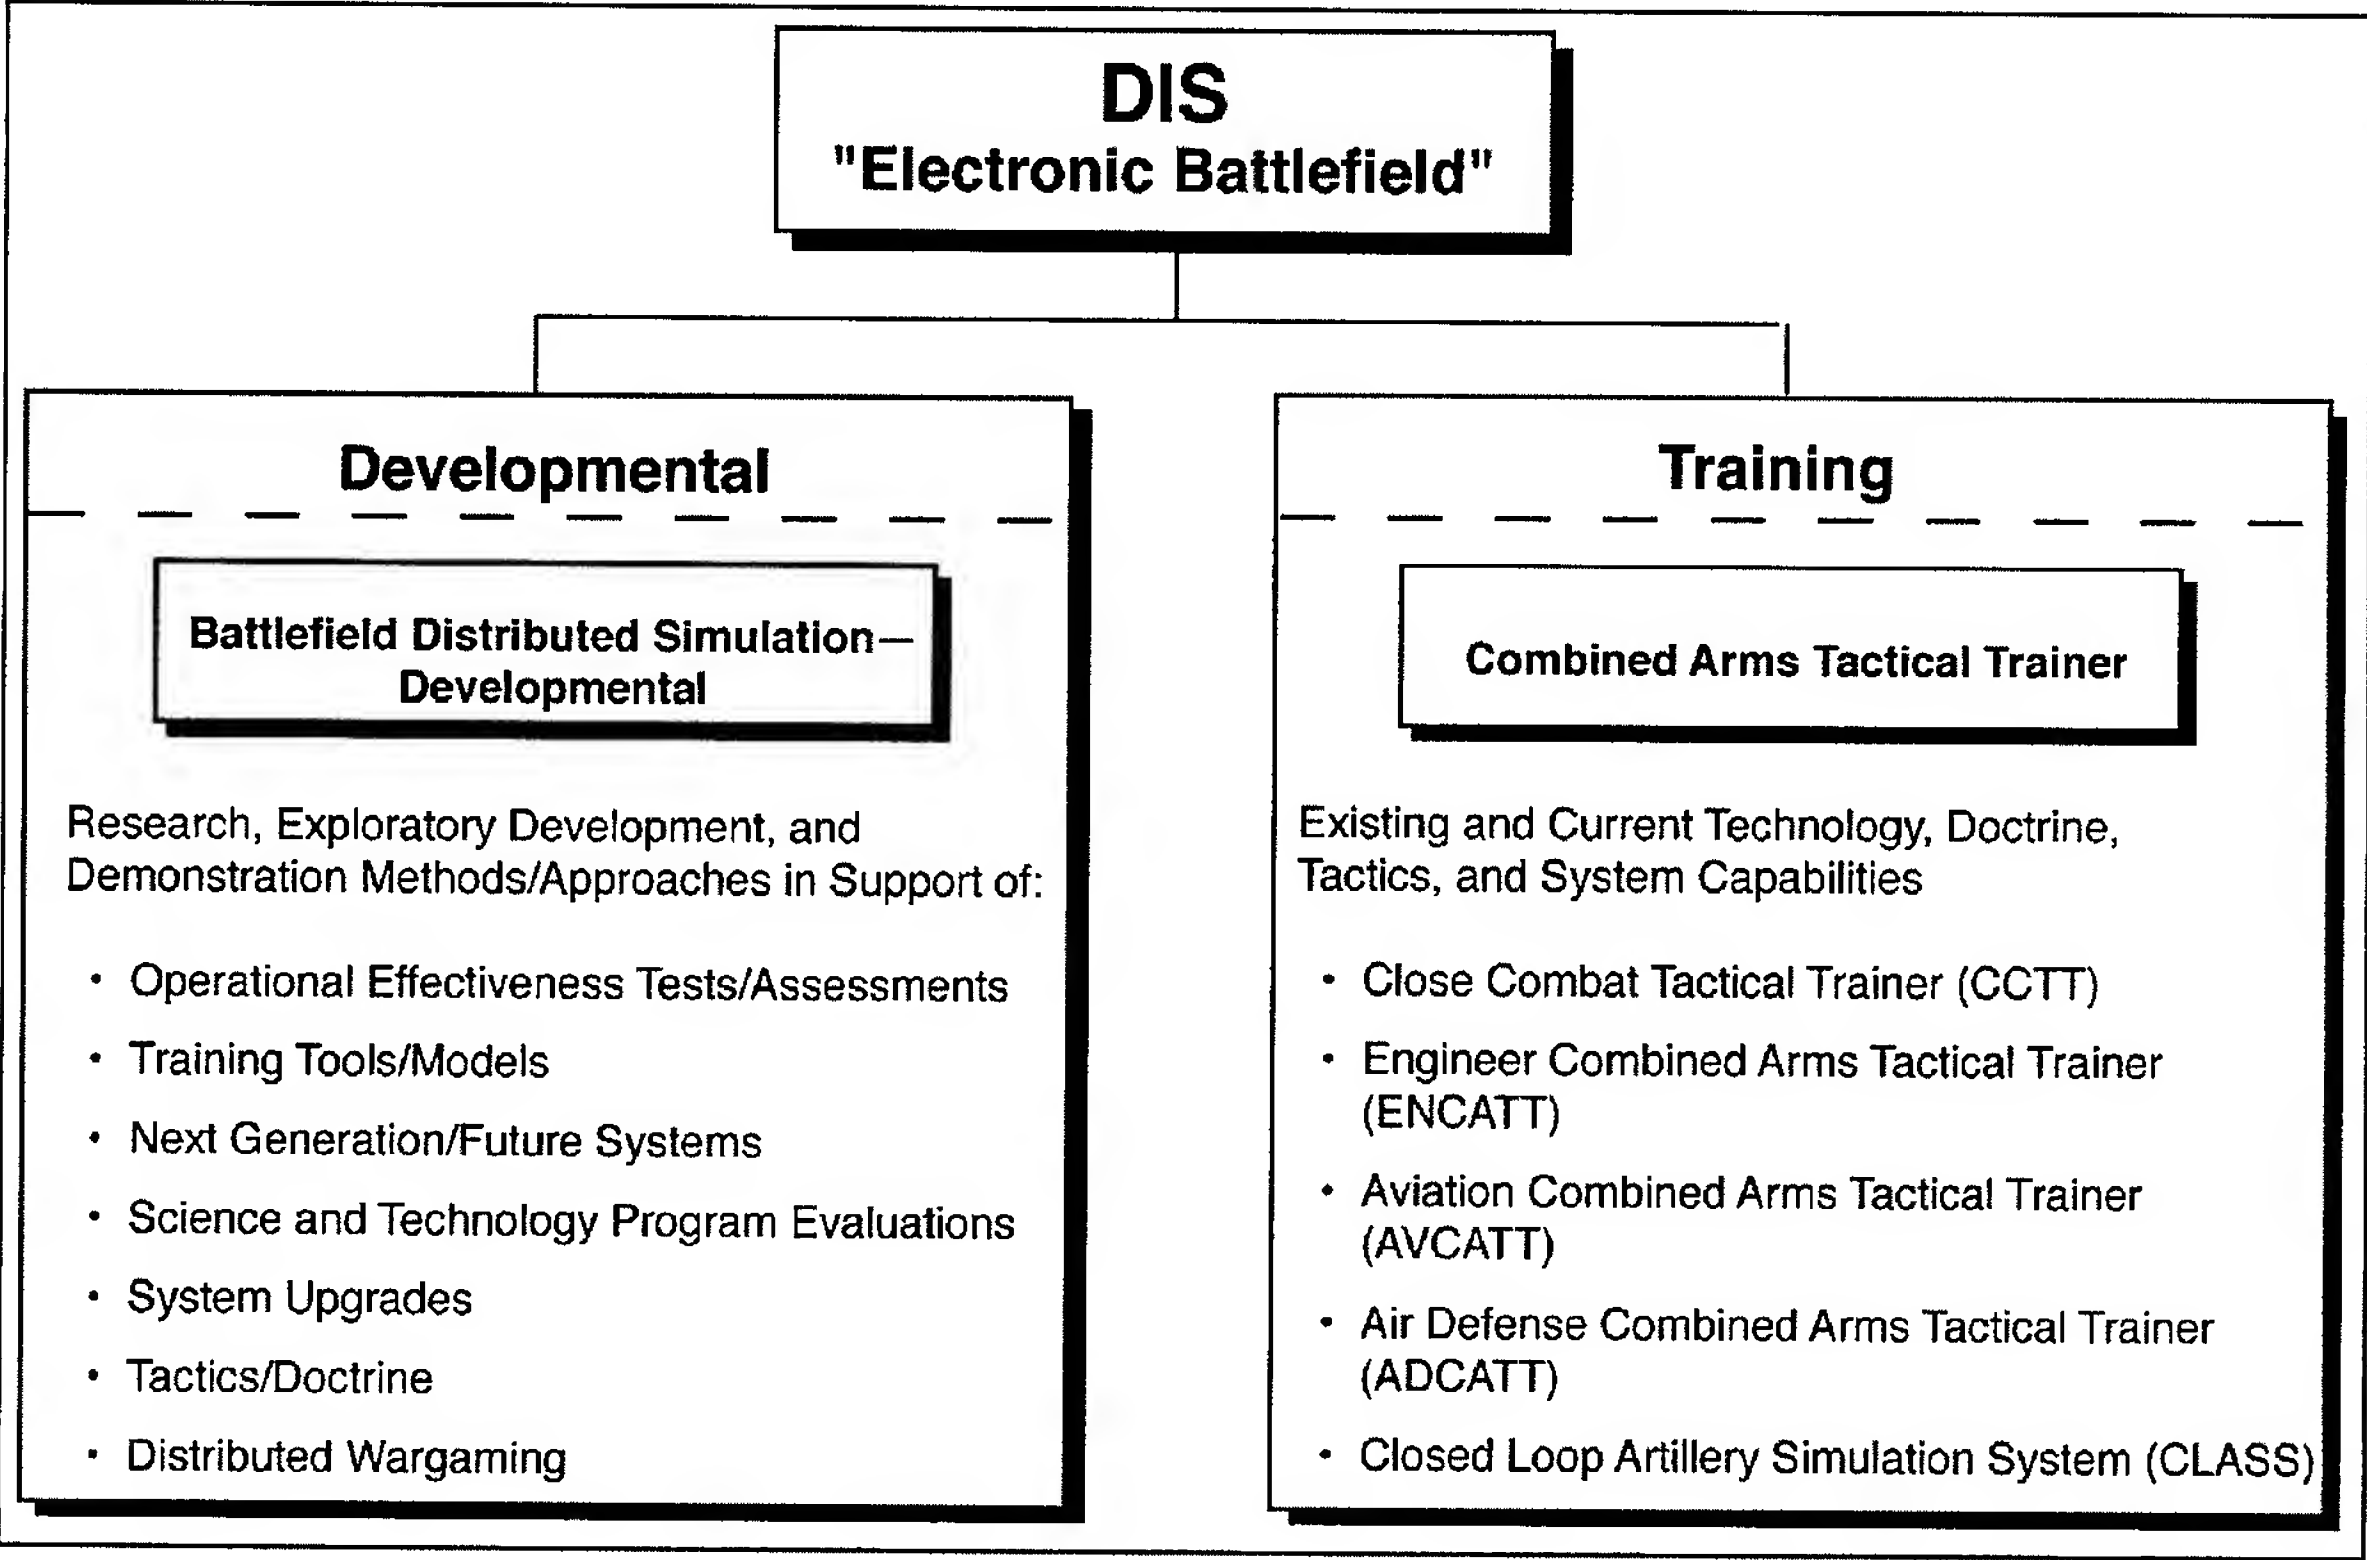 DIS
"Electronic Battlefield"
Developmental
Battlefield Distributed Simulation—
Developmental
Research, Exploratory Development, and
Demonstration Methods/Approaches in Support of:
• Operational Effectiveness Tests/Assessments
• Training Tools/Models
• Next Generation/Future Systems
• Science and Technology Program Evaluations
• System Upgrades
• Tactics/Doctrine
• Distributed Wargaming
Training
Combined Arms Tactical Trainer
Existing and Current Technology, Doctrine,
Tactics, and System Capabilities
• Close Combat Tactical Trainer (CCTT)
• Engineer Combined Arms Tactical Trainer
(ENCATT)
• Aviation Combined Arms Tactical Trainer
(AVCATT)
• Air Defense Combined Arms Tactical Trainer
(ADCATT)
• Closed Loop Artillery Simulation System (CLASS)